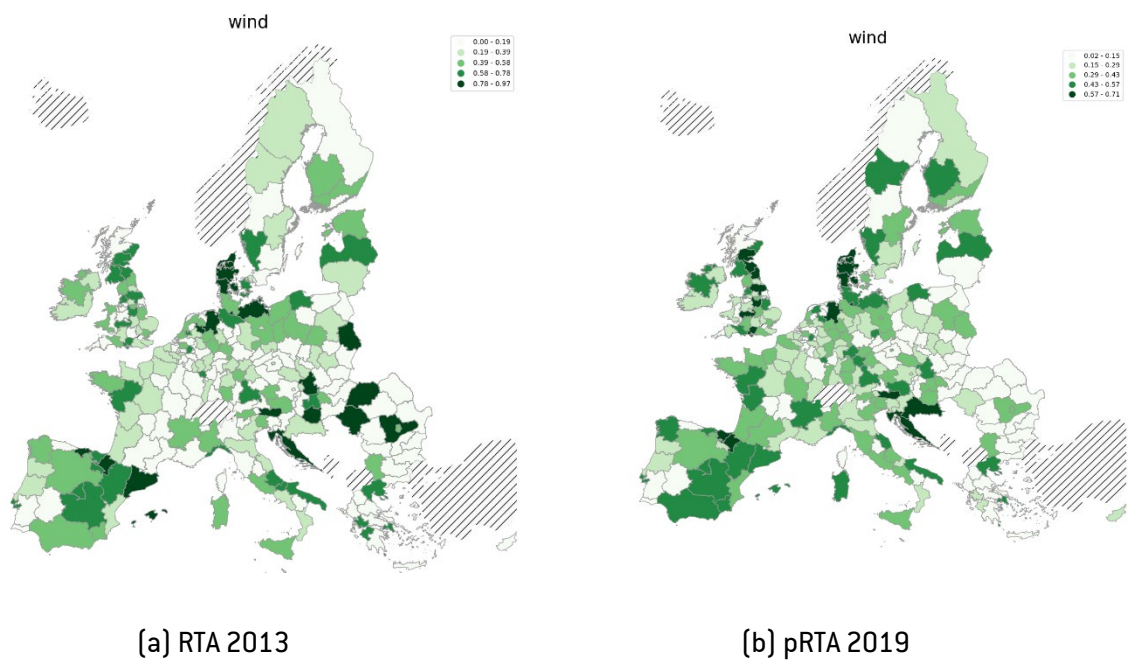 wind
0.00 - 0.19
0.19 - 0.39
0.39 - 0.58
0.58 - 0.78
0.78 - 0.97
wind
0.02 - 0.15
0.15 - 0.29
0.29 - 0.43
0.43 - 0.57
0.57 - 0.71
(a) RTA 2013
(b) pRTA 2019